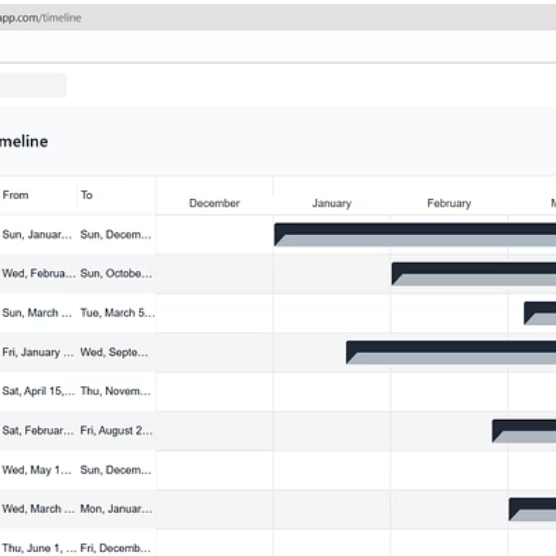 app.com/timeline
meline
From To
December January February M
Sun, Januar... Sun, Decem...
Wed, Februa... Sun, Octobe...
Sun, March ... Tue, March 5...
Fri, January ... Wed, Septe...
Sat, April 15,... Thu, Novem...
Sat, Februar... Fri, August 2...
Wed, May 1... Sun, Decem...
Wed, March ... Mon, Januar...
Thu, June 1, ... Fri, Decemb...